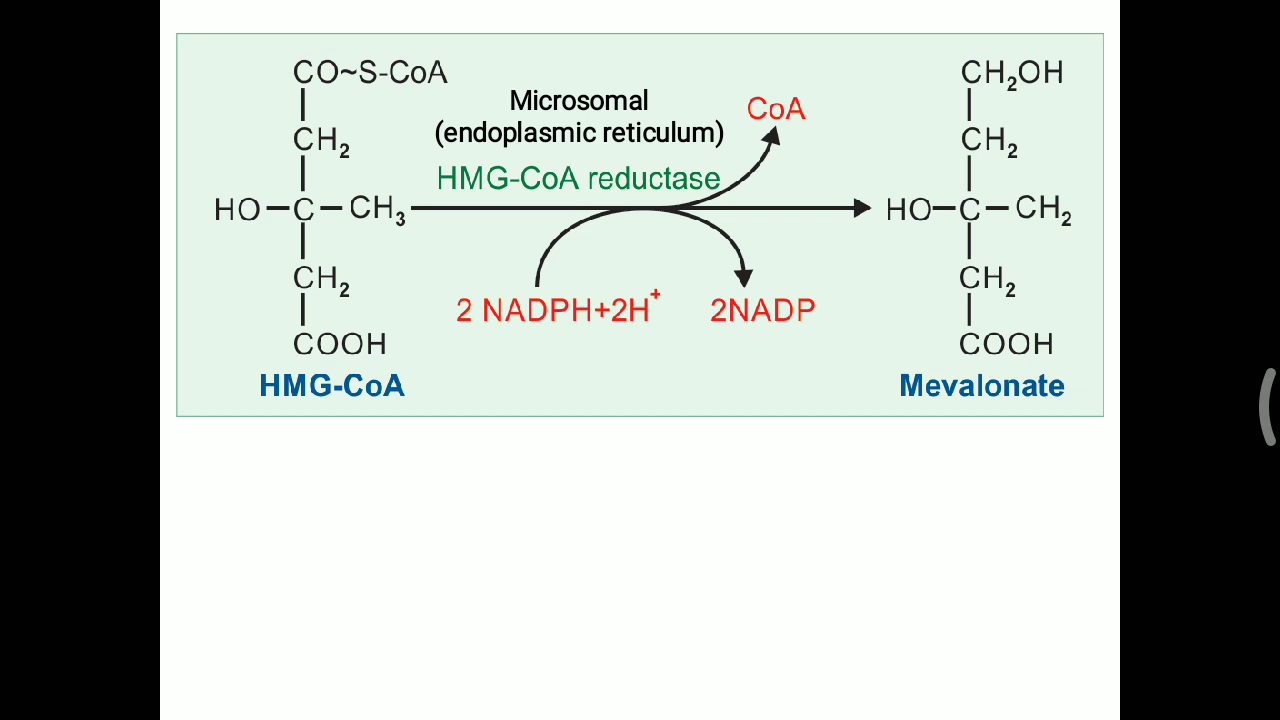 CO~S-CoA
CH2
HO–C–CH3
CH2
COOH
HMG-CoA
Microsomal
(endoplasmic reticulum)
HMG-CoA reductase
CoA
2 NADPH+2H+
2NADP
CH2OH
CH2
HO–C–CH2
CH2
COOH
Mevalonate